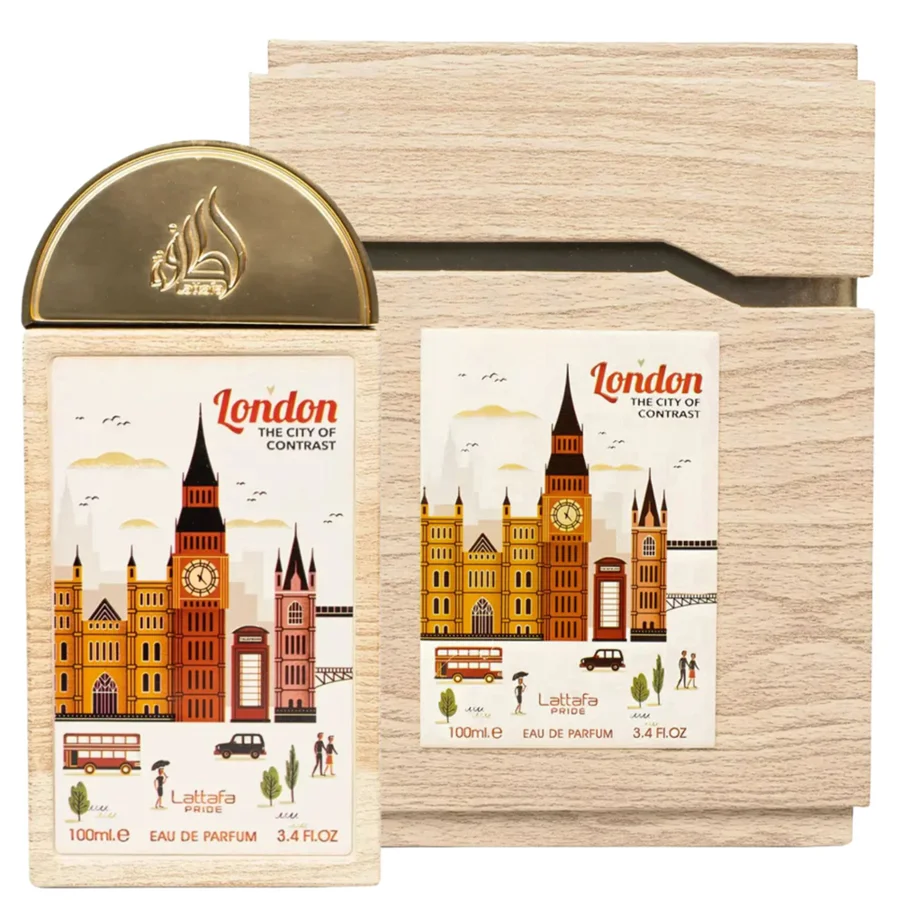 لطافة
London
THE CITY OF
CONTRAST
Lattafa
PRIDE
100ml.e EAU DE PARFUM 3.4 Fl.OZ
London
THE CITY OF
CONTRAST
Lattafa
PRIDE
100ml.e EAU DE PARFUM 3.4 Fl.OZ